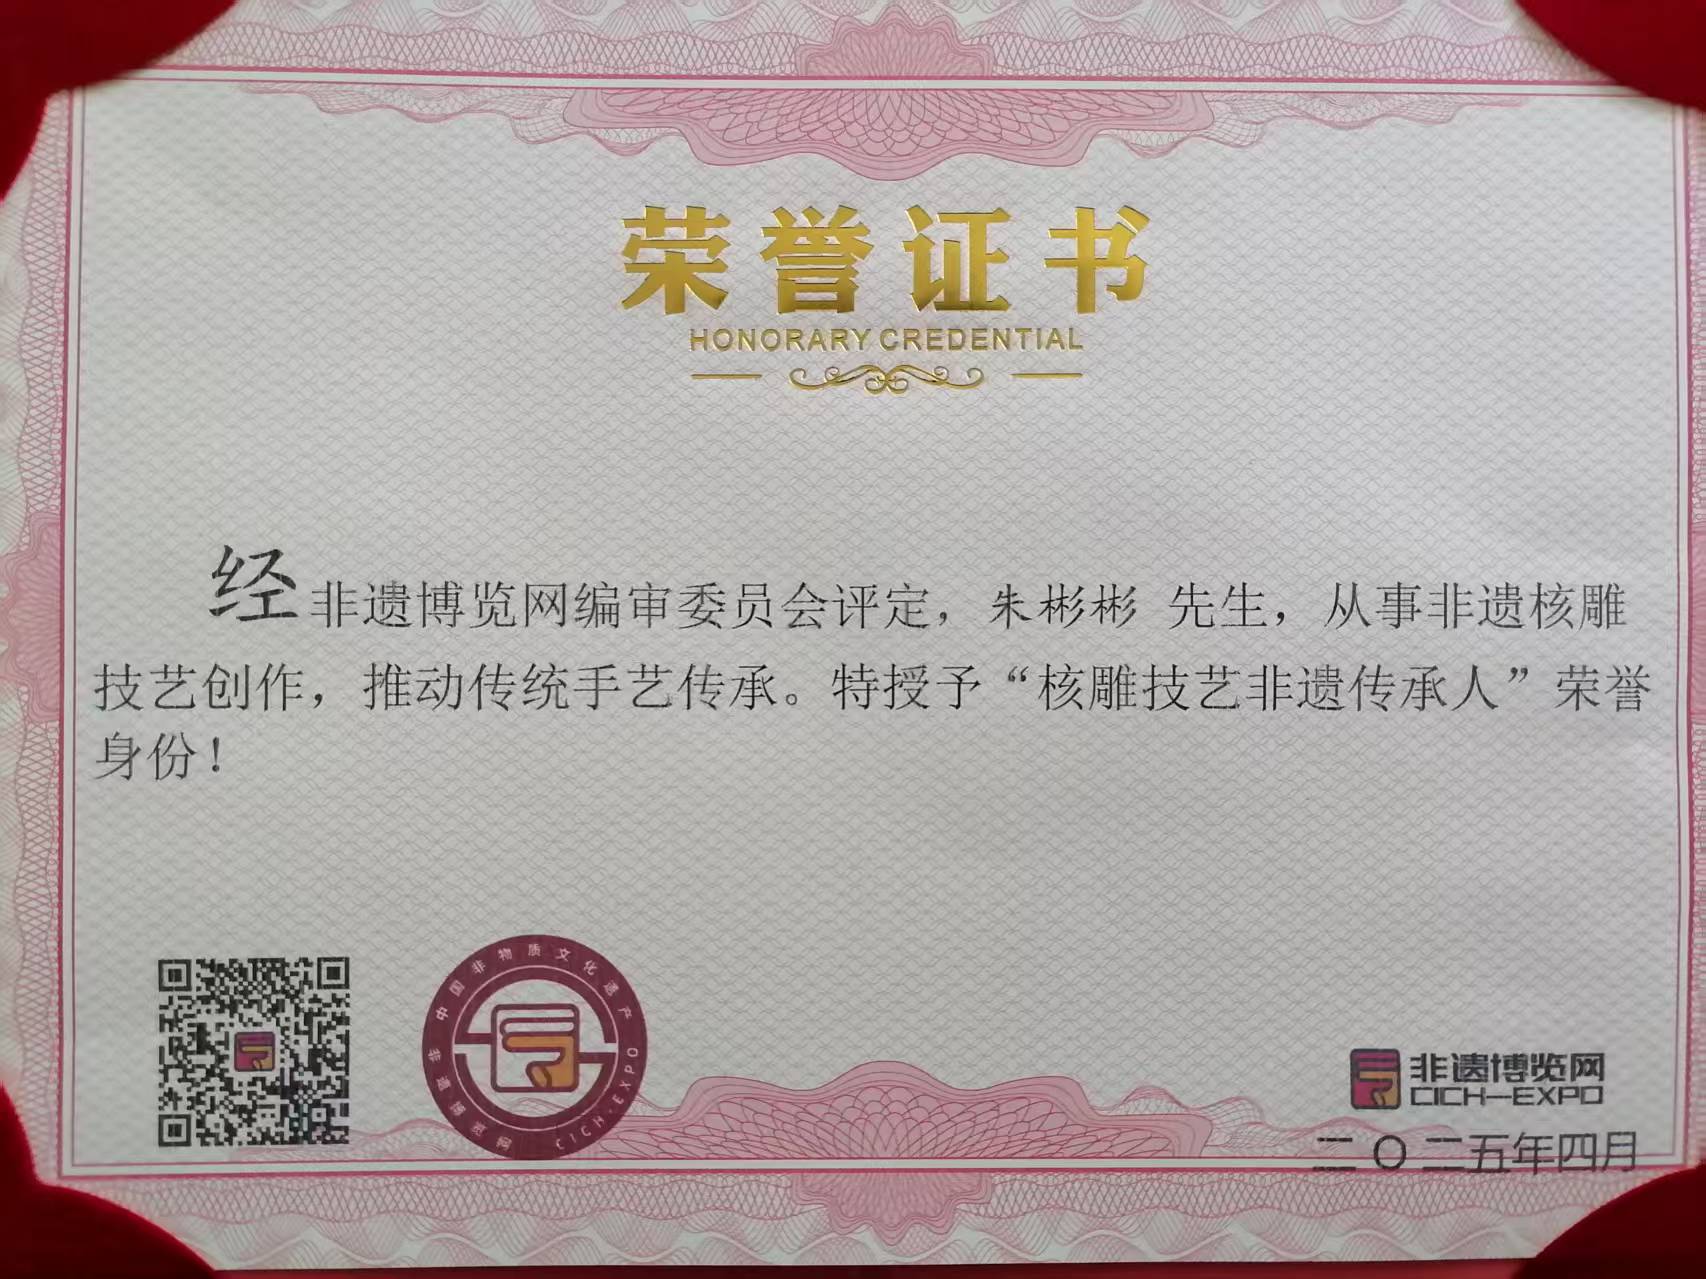 荣誉证书
HONORARY CREDENTIAL
经非遗博览网编审委员会评定，朱彬彬 先生，从事非遗核雕
技艺创作，推动传统手艺传承。特授予“核雕技艺非遗传承人”荣誉
身份！
中国非物质文化遗产
非遗博览网 CICH-EXPO
非遗博览网
CICH—EXPO
二〇二五年四月